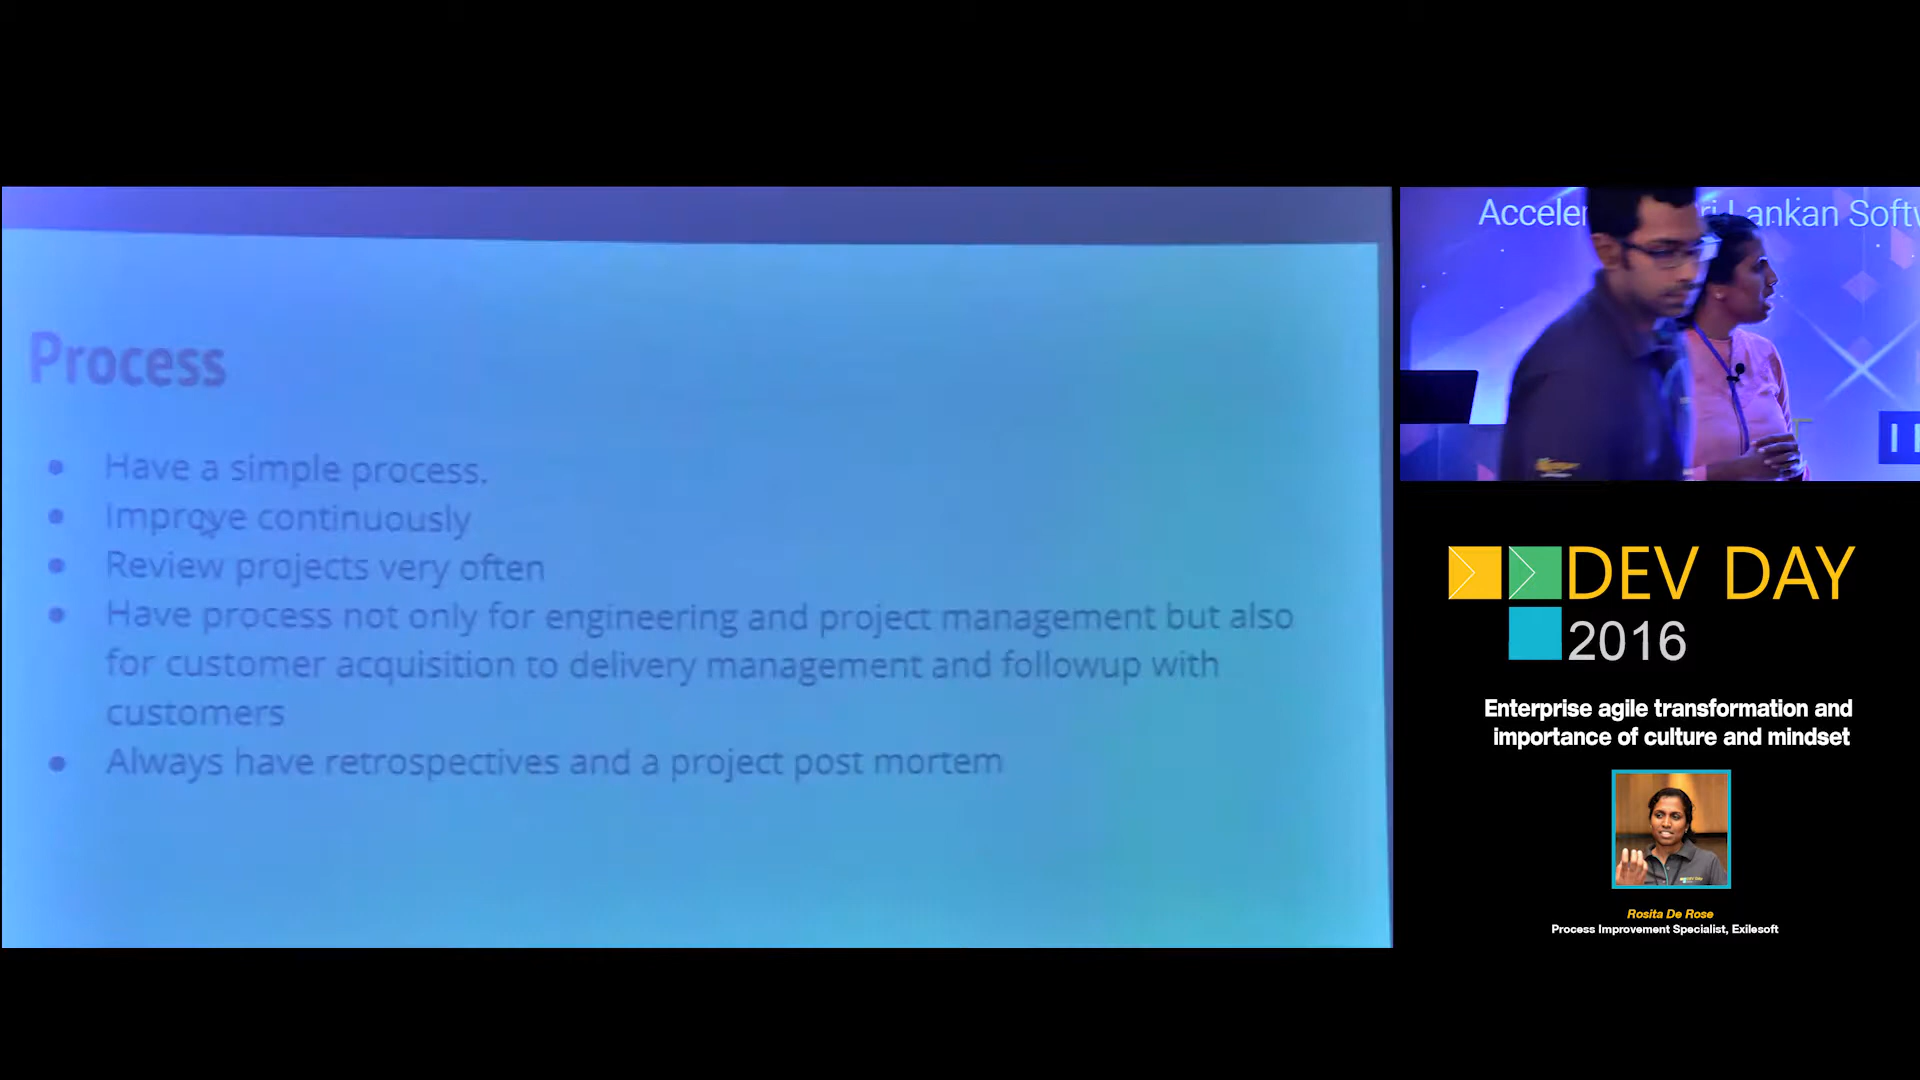 Process
Have a simple process.
Improve continuously
Review projects very often
Have process not only for engineering and project management but also
for customer acquisition to delivery management and followup with
customers
Always have retrospectives and a project post mortem
Lankan Softw
DEV DAY
2016
Enterprise agile transformation and
importance of culture and mindset
Rosita De Rose
Process Improvement Specialist, Exilesoft